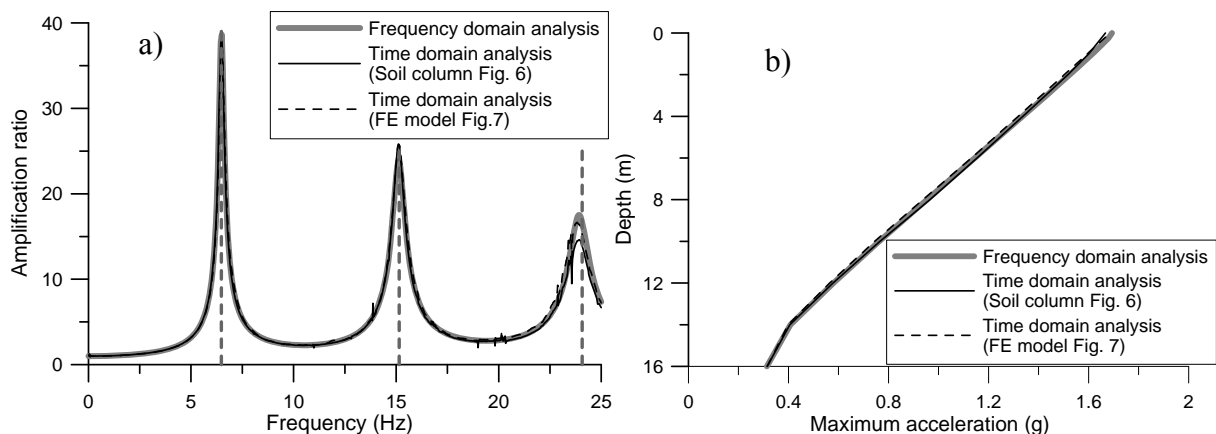 a)
Frequency domain analysis
Time domain analysis
(Soil column Fig. 6)
Time domain analysis
(FE model Fig.7)
40
30
20
10
0
Amplification ratio
0 5 10 15 20 25
Frequency (Hz)
b)
0
4
8
12
16
Depth (m)
Frequency domain analysis
Time domain analysis
(Soil column Fig. 6)
Time domain analysis
(FE model Fig. 7)
0 0.4 0.8 1.2 1.6 2
Maximum acceleration (g)